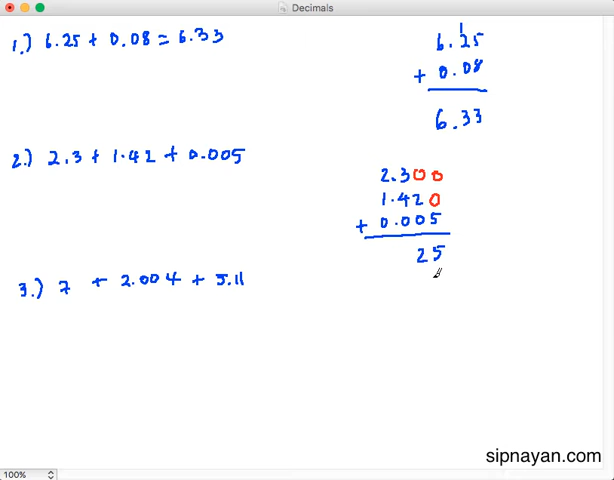 Decimals
1.) 6.25 + 0.08 = 6.33
1
6.25
+ 0.08
6.33
2.) 2.3 + 1.42 + 0.005
2.300
1.420
+ 0.005
25
3.) 7 + 2.004 + 5.11
sipnayan.com
100%